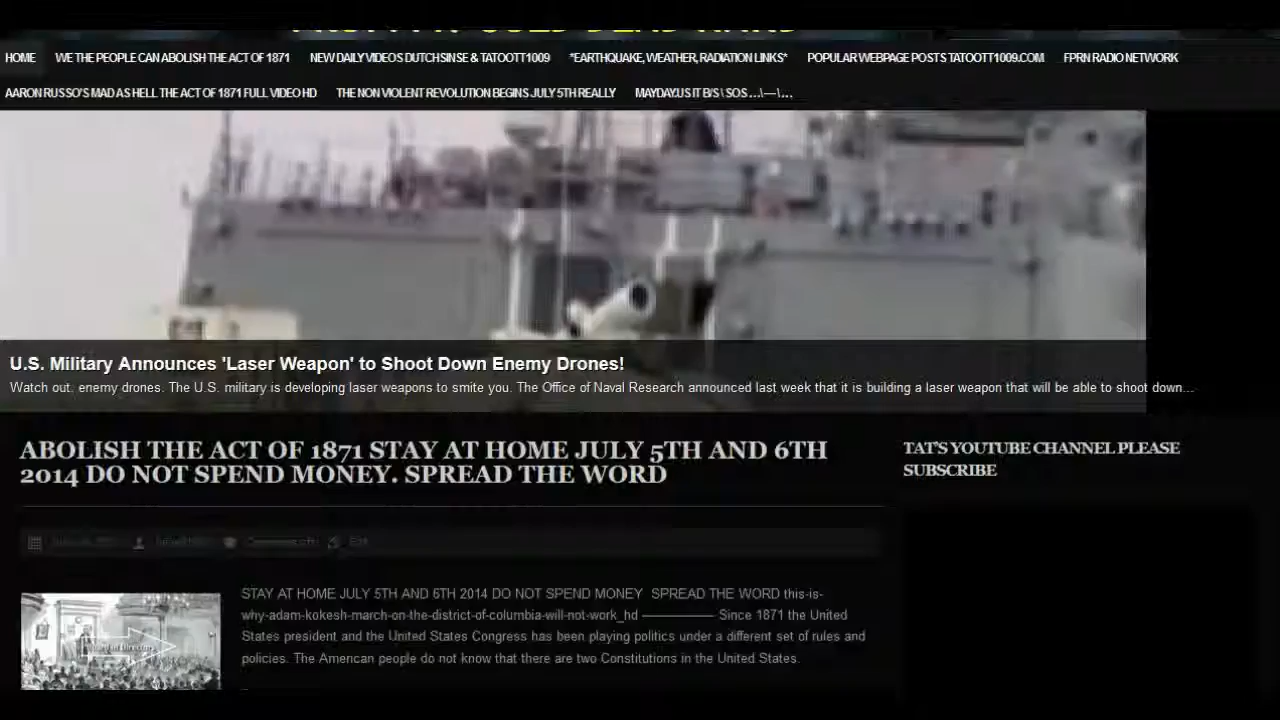 HOME WE THE PEOPLE CAN ABOLISH THE ACT OF 1871 NEW DAILY VIDEOS DUTCHSINSE & TATOOTT1009 *EARTHQUAKE, WEATHER, RADIATION LINKS* POPULAR WEBPAGE POSTS TATOOTT1009.COM FPRN RADIO NETWORK
AARON RUSSO'S MAD AS HELL THE ACT OF 1871 FULL VIDEO HD THE NON VIOLENT REVOLUTION BEGINS JULY 5TH REALLY MAYDAY.US IT B/S \ SOS …\—\…
U.S. Military Announces 'Laser Weapon' to Shoot Down Enemy Drones!
Watch out, enemy drones. The U.S. military is developing laser weapons to smite you. The Office of Naval Research announced last week that it is building a laser weapon that will be able to shoot down...
ABOLISH THE ACT OF 1871 STAY AT HOME JULY 5TH AND 6TH
2014 DO NOT SPEND MONEY. SPREAD THE WORD
TAT'S YOUTUBE CHANNEL PLEASE
SUBSCRIBE
STAY AT HOME JULY 5TH AND 6TH 2014 DO NOT SPEND MONEY SPREAD THE WORD this-is-
why-adam-kokesh-march-on-the-district-of-columbia-will-not-work_hd —————– Since 1871 the United
States president and the United States Congress has been playing politics under a different set of rules and
policies. The American people do not know that there are two Constitutions in the United States.